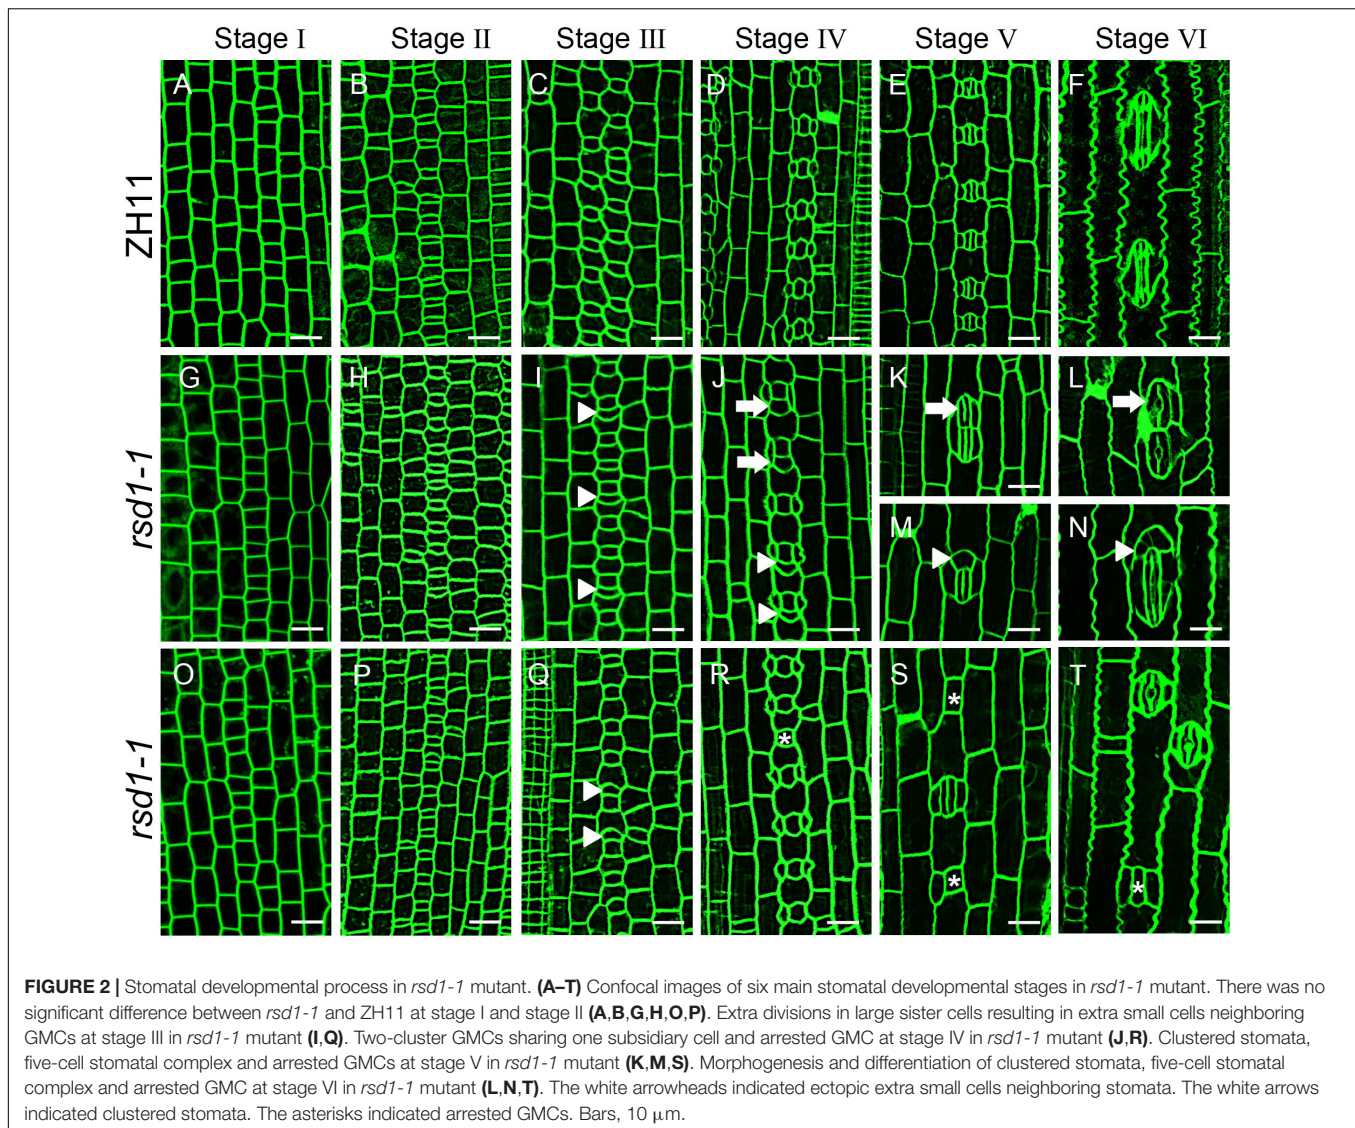 Stage I Stage II Stage III Stage IV Stage V Stage VI
ZH11
A B C D E F
rsd1-1
G H I J K L
M N
rsd1-1
O P Q R S T
* * * *
FIGURE 2 | Stomatal developmental process in rsd1-1 mutant. (A–T) Confocal images of six main stomatal developmental stages in rsd1-1 mutant. There was no
significant difference between rsd1-1 and ZH11 at stage I and stage II (A,B,G,H,O,P). Extra divisions in large sister cells resulting in extra small cells neighboring
GMCs at stage III in rsd1-1 mutant (I,Q). Two-cluster GMCs sharing one subsidiary cell and arrested GMC at stage IV in rsd1-1 mutant (J,R). Clustered stomata,
five-cell stomatal complex and arrested GMCs at stage V in rsd1-1 mutant (K,M,S). Morphogenesis and differentiation of clustered stomata, five-cell stomatal
complex and arrested GMC at stage VI in rsd1-1 mutant (L,N,T). The white arrowheads indicated ectopic extra small cells neighboring stomata. The white arrows
indicated clustered stomata. The asterisks indicated arrested GMCs. Bars, 10 μm.